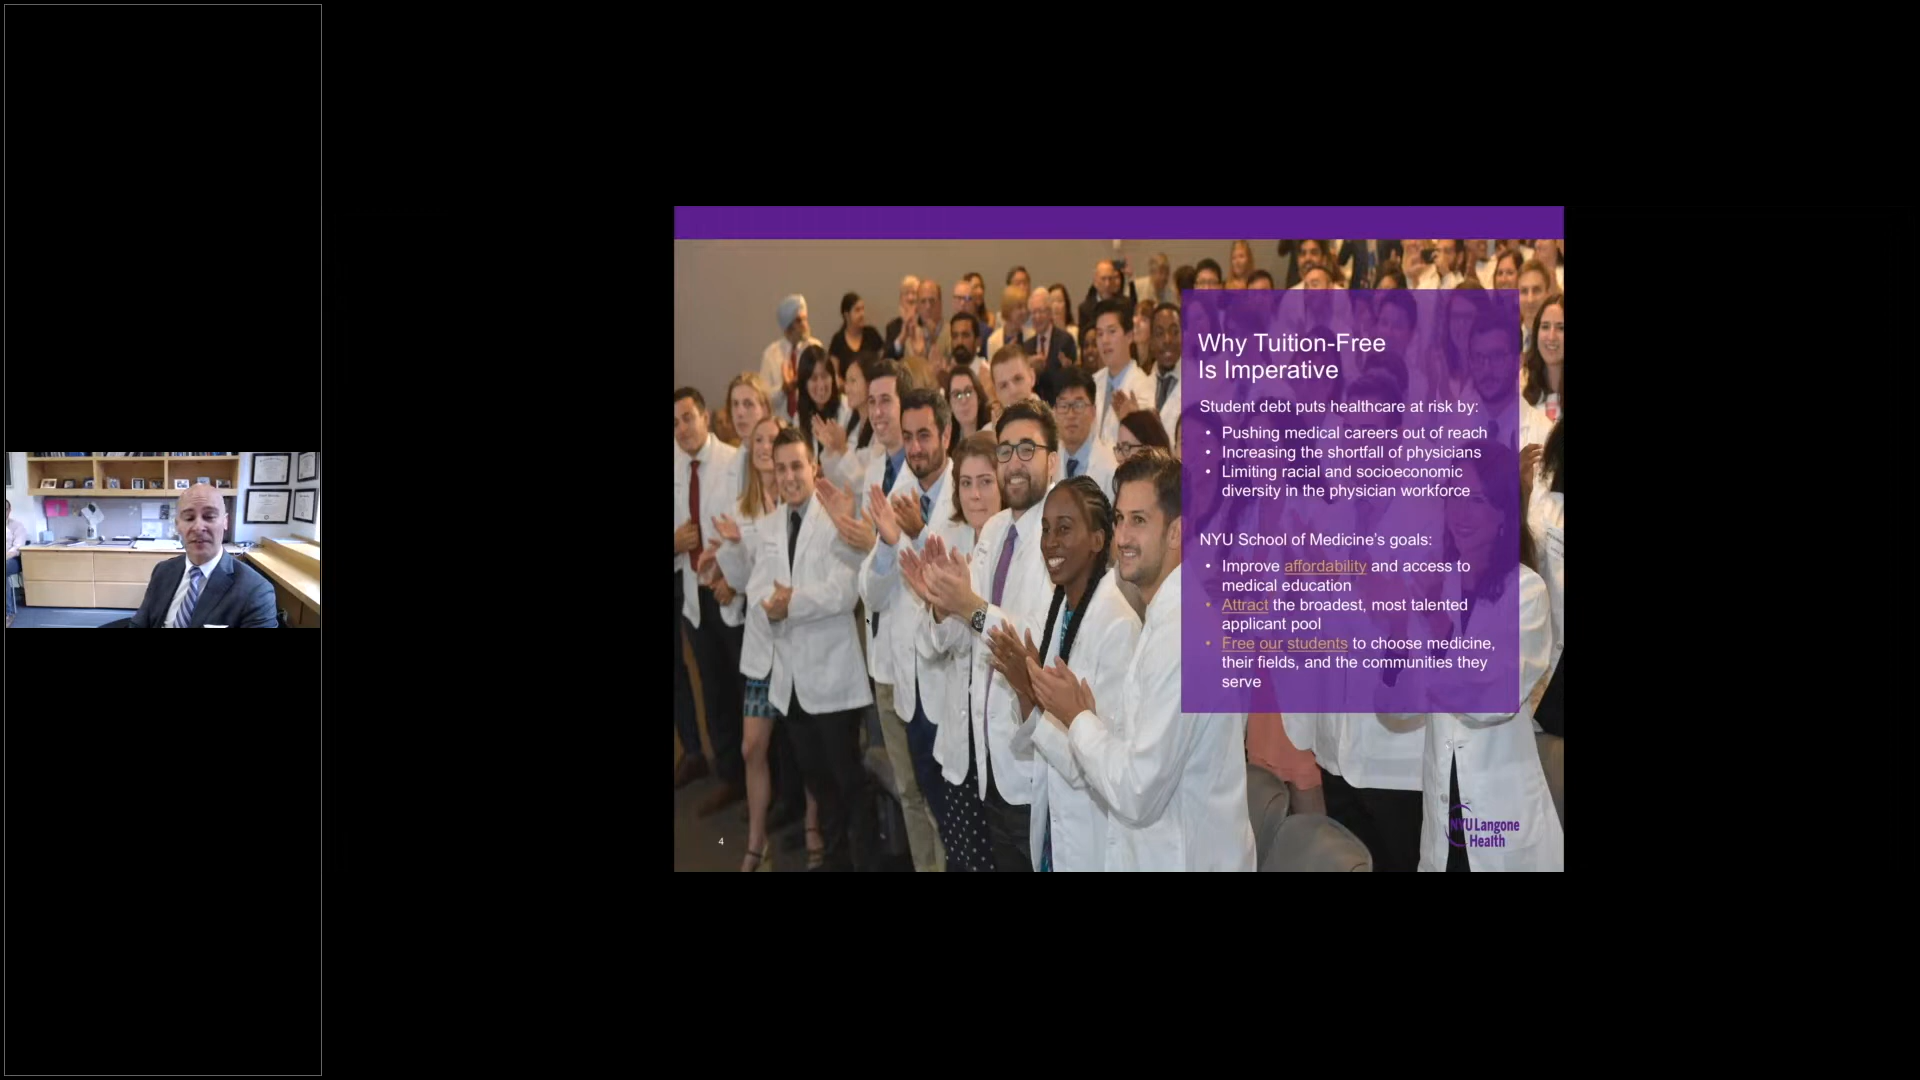 Why Tuition-Free
Is Imperative
Student debt puts healthcare at risk by:
• Pushing medical careers out of reach
• Increasing the shortfall of physicians
• Limiting racial and socioeconomic
diversity in the physician workforce
NYU School of Medicine's goals:
• Improve affordability and access to
medical education
• Attract the broadest, most talented
applicant pool
• Free our students to choose medicine,
their fields, and the communities they
serve
NYU Langone
Health
4